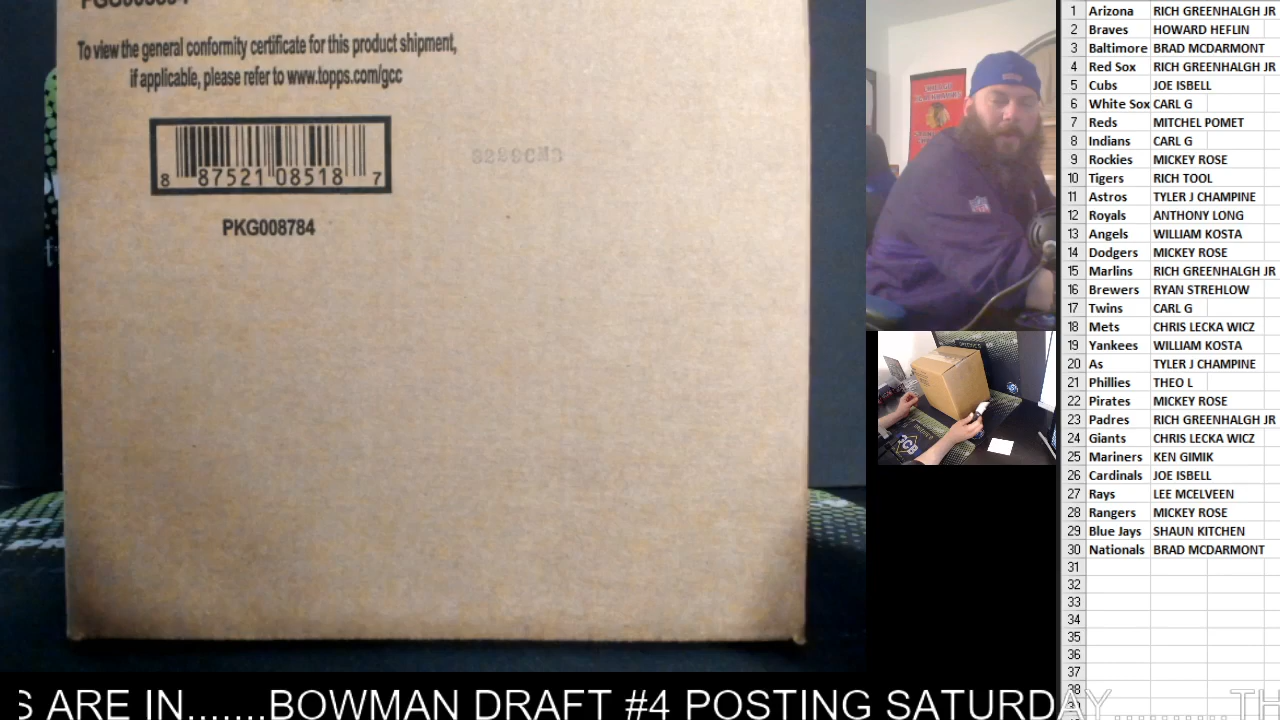 To view the general conformity certificate for this product shipment,
if applicable, please refer to www.topps.com/gcc
8 87521 08518 7
PKG008784
1 Arizona RICH GREENHALGH JR
2 Braves HOWARD HEFLIN
3 Baltimore BRAD MCDARMONT
4 Red Sox RICH GREENHALGH JR
5 Cubs JOE ISBELL
6 White Sox CARL G
7 Reds MITCHEL POMET
8 Indians CARL G
9 Rockies MICKEY ROSE
10 Tigers RICH TOOL
11 Astros TYLER J CHAMPINE
12 Royals ANTHONY LONG
13 Angels WILLIAM KOSTA
14 Dodgers MICKEY ROSE
15 Marlins RICH GREENHALGH JR
16 Brewers RYAN STREHLOW
17 Twins CARL G
18 Mets CHRIS LECKA WICZ
19 Yankees WILLIAM KOSTA
20 As TYLER J CHAMPINE
21 Phillies THEO L
22 Pirates MICKEY ROSE
23 Padres RICH GREENHALGH JR
24 Giants CHRIS LECKA WICZ
25 Mariners KEN GIMIK
26 Cardinals JOE ISBELL
27 Rays LEE MCELVEEN
28 Rangers MICKEY ROSE
29 Blue Jays SHAUN KITCHEN
30 Nationals BRAD MCDARMONT
31
32
33
34
35
36
37
38
S ARE IN.......BOWMAN DRAFT #4 POSTING SATURDAY...........TH